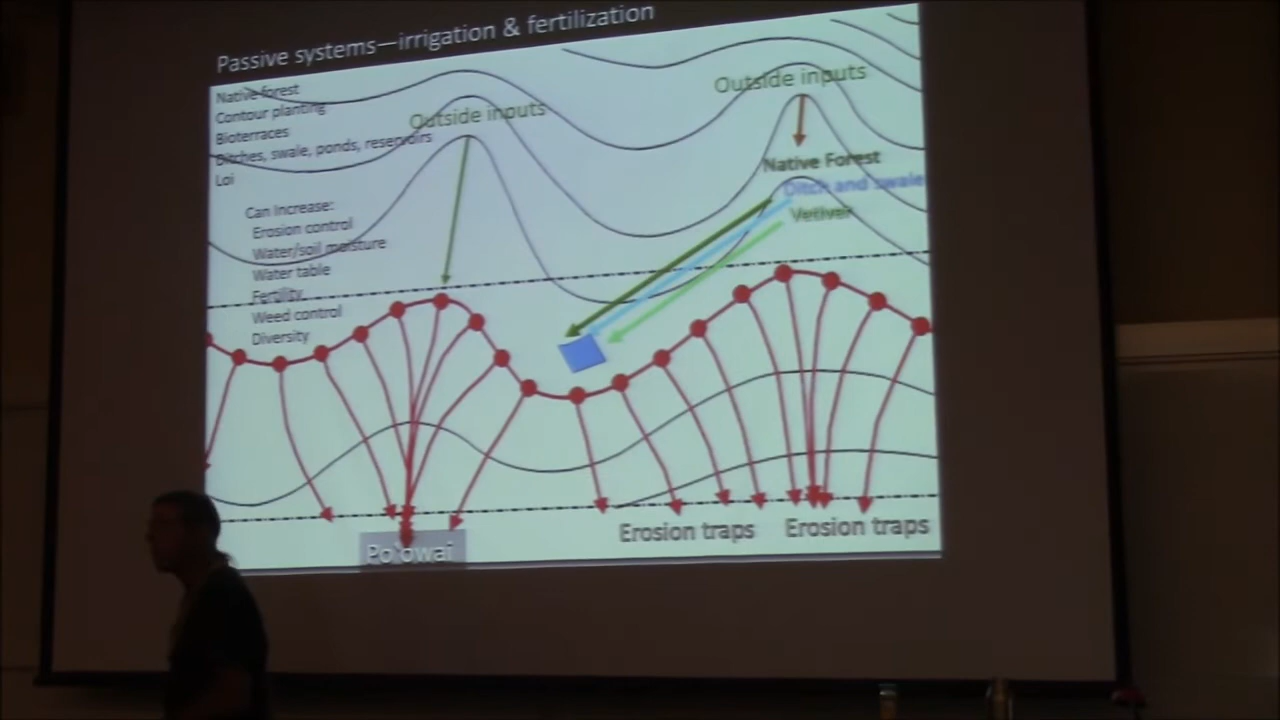 Passive systems—irrigation & fertilization
Native forest
Contour planting
Bioterraces
Ditches, swale, ponds, reservoirs
Loi
Can Increase:
Erosion control
Water/soil moisture
Water table
Fertility
Weed control
Diversity
Outside inputs
Outside inputs
Native Forest
Ditch and swale
Vetiver
Erosion traps
Erosion traps
Polowai